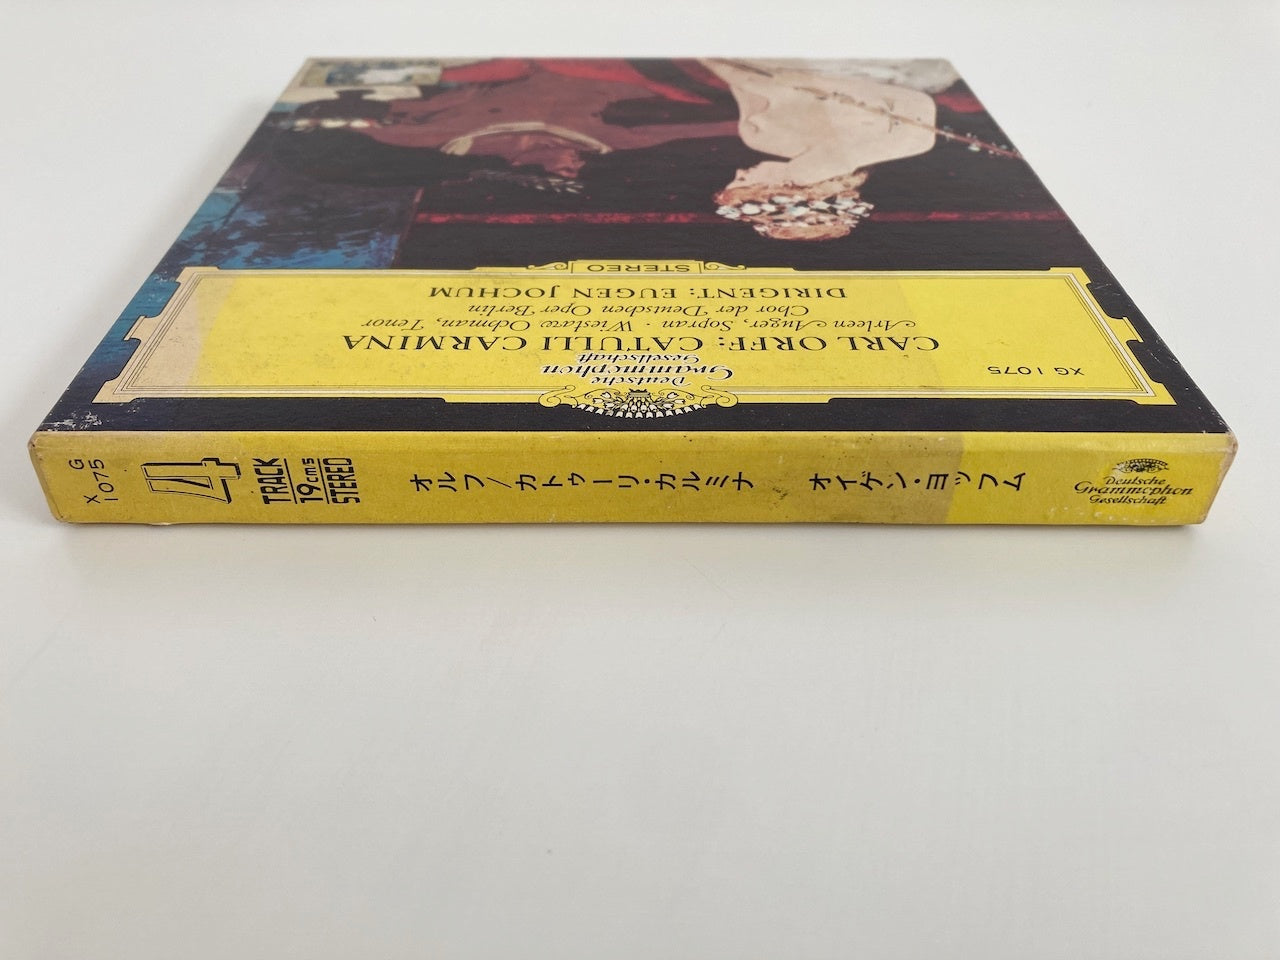 Deutsche
Grammophon
Gesellschaft
XG 1075
CARL ORFF: CATULLI CARMINA
Arleen Auger, Sopran · Wiesław Ochman, Tenor
Chor der Deutschen Oper Berlin
DIRIGENT: EUGEN JOCHUM
STEREO
XG
1075
4
TRACK
19cms
STEREO
オルフ/カトゥーリ・カルミナ オイゲン・ヨッフム
Deutsche
Grammophon
Gesellschaft